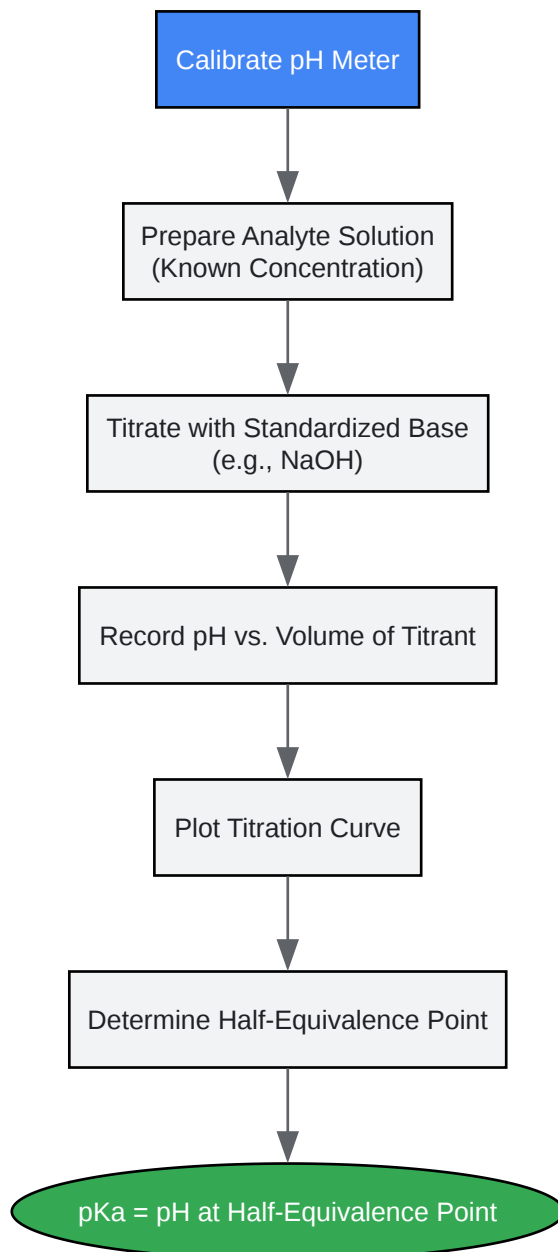 Calibrate pH Meter
Prepare Analyte Solution
(Known Concentration)
Titrate with Standardized Base
(e.g., NaOH)
Record pH vs. Volume of Titrant
Plot Titration Curve
Determine Half-Equivalence Point
pKa = pH at Half-Equivalence Point